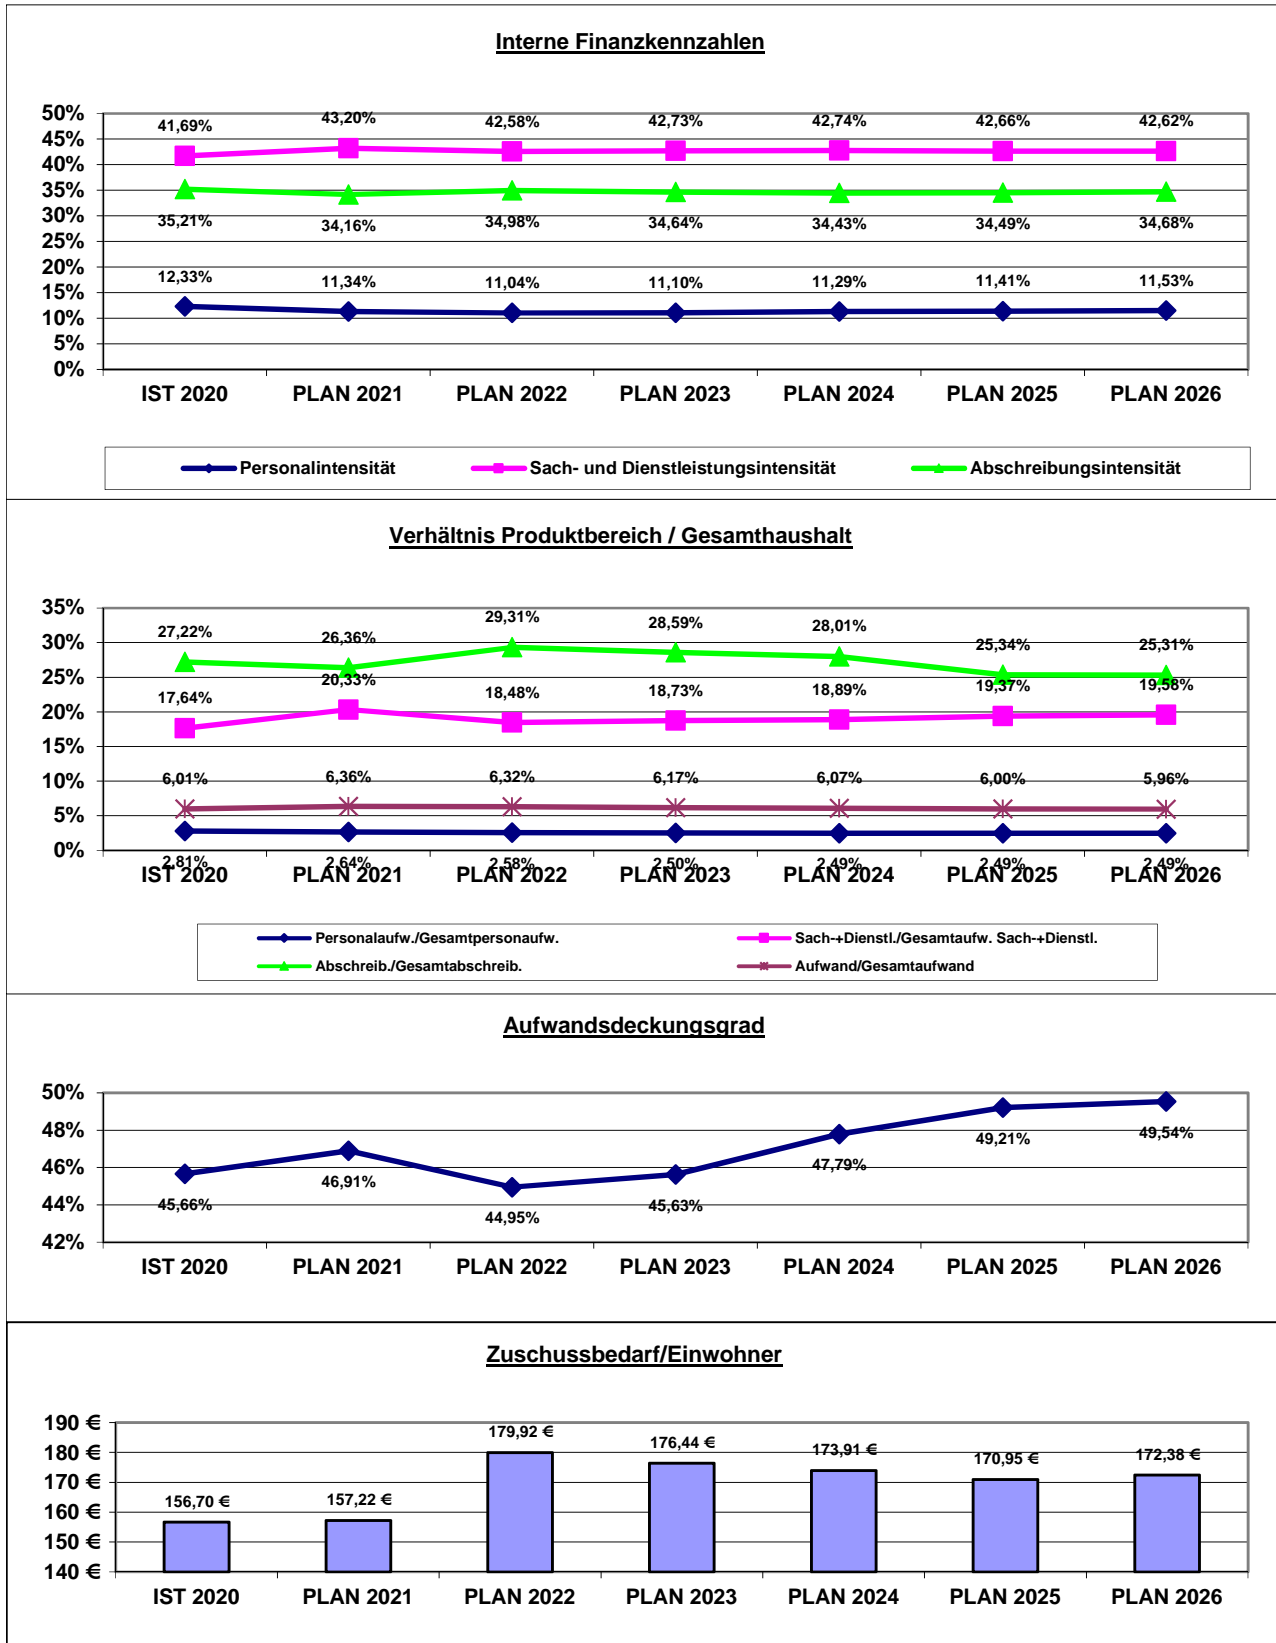 Interne Finanzkennzahlen
50%
45%
40%
35%
30%
25%
20%
15%
10%
5%
0%
41,69% 43,20% 42,58% 42,73% 42,74% 42,66% 42,62%
35,21% 34,16% 34,98% 34,64% 34,43% 34,49% 34,68%
12,33% 11,34% 11,04% 11,10% 11,29% 11,41% 11,53%
IST 2020 PLAN 2021 PLAN 2022 PLAN 2023 PLAN 2024 PLAN 2025 PLAN 2026
Personalintensität Sach- und Dienstleistungsintensität Abschreibungsintensität
Verhältnis Produktbereich / Gesamthaushalt
35%
30%
25%
20%
15%
10%
5%
0%
27,22% 26,36% 29,31% 28,59% 28,01% 25,34% 25,31%
17,64% 20,33% 18,48% 18,73% 18,89% 19,37% 19,58%
6,01% 6,36% 6,32% 6,17% 6,07% 6,00% 5,96%
2,81% 2,64% 2,58% 2,50% 2,49% 2,49% 2,49%
IST 2020 PLAN 2021 PLAN 2022 PLAN 2023 PLAN 2024 PLAN 2025 PLAN 2026
Personalaufw./Gesamtpersonaufw. Sach-+Dienstl./Gesamtaufw. Sach-+Dienstl.
Abschreib./Gesamtabschreib. Aufwand/Gesamtaufwand
Aufwandsdeckungsgrad
50%
48%
46%
44%
42%
45,66% 46,91% 44,95% 45,63% 47,79% 49,21% 49,54%
IST 2020 PLAN 2021 PLAN 2022 PLAN 2023 PLAN 2024 PLAN 2025 PLAN 2026
Zuschussbedarf/Einwohner
190 €
180 €
170 €
160 €
150 €
140 €
156,70 € 157,22 € 179,92 € 176,44 € 173,91 € 170,95 € 172,38 €
IST 2020 PLAN 2021 PLAN 2022 PLAN 2023 PLAN 2024 PLAN 2025 PLAN 2026